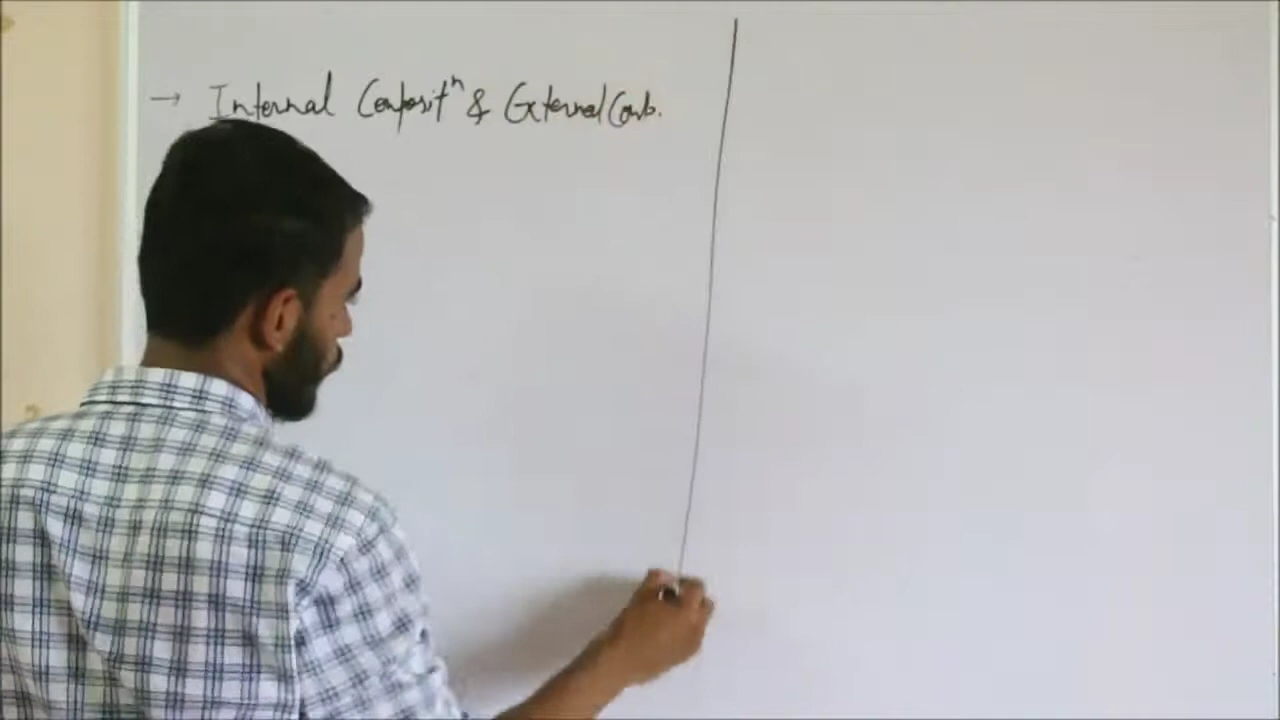 → Internal Composit^n & External Comb.